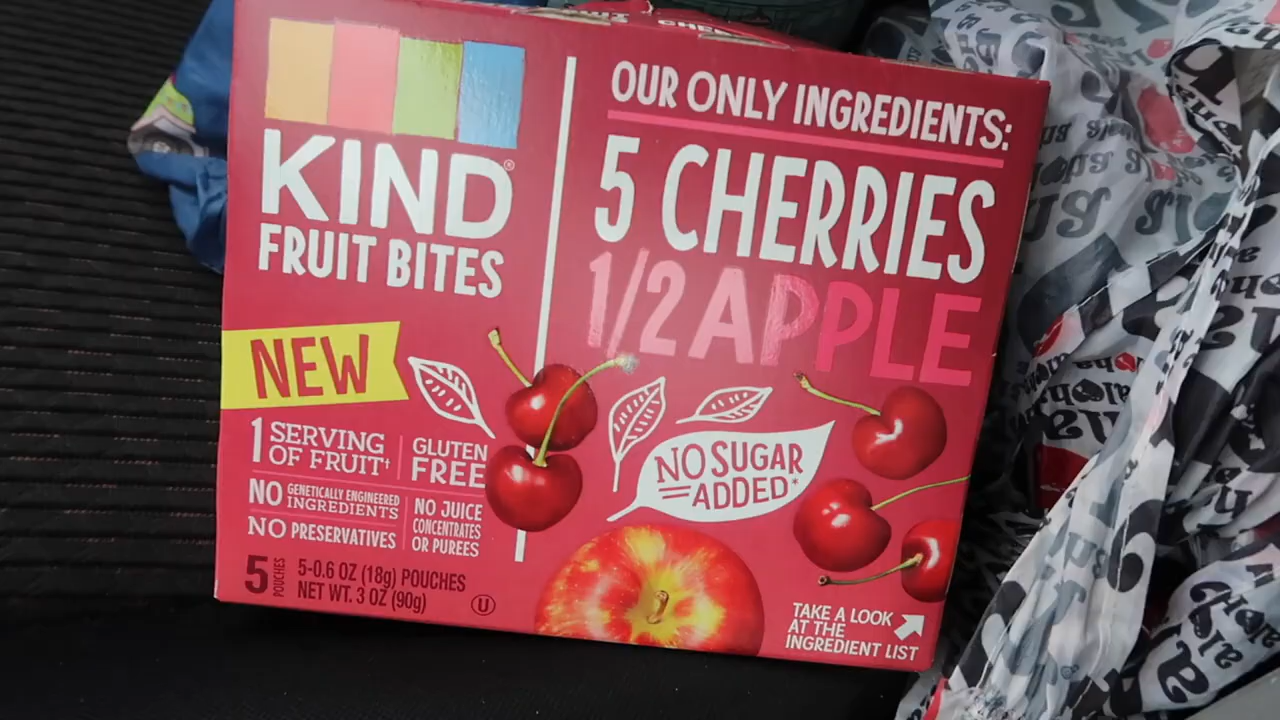 KIND®
FRUIT BITES
NEW
1 SERVING
OF FRUIT†
GLUTEN
FREE
NO GENETICALLY ENGINEERED
INGREDIENTS
NO PRESERVATIVES
NO JUICE
CONCENTRATES
OR PUREES
5 POUCHES
5-0.6 OZ (18g) POUCHES
NET WT. 3 OZ (90g)
U
OUR ONLY INGREDIENTS:
5 CHERRIES
1/2 APPLE
NO SUGAR
ADDED*
TAKE A LOOK
AT THE
INGREDIENT LIST
aloha